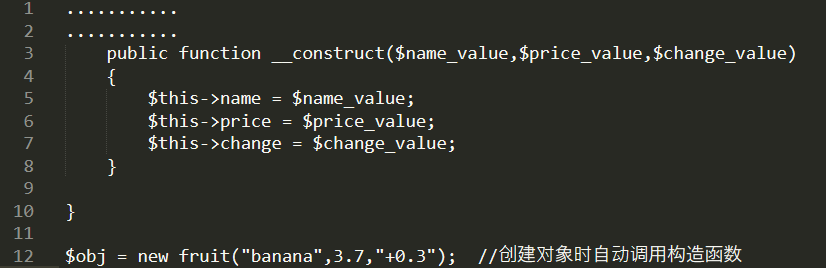 1 ...........
2 ...........
3 public function __construct($name_value,$price_value,$change_value)
4 {
5 $this->name = $name_value;
6 $this->price = $price_value;
7 $this->change = $change_value;
8 }
9
10 }
11
12 $obj = new fruit("banana",3.7,"+0.3"); //创建对象时自动调用构造函数